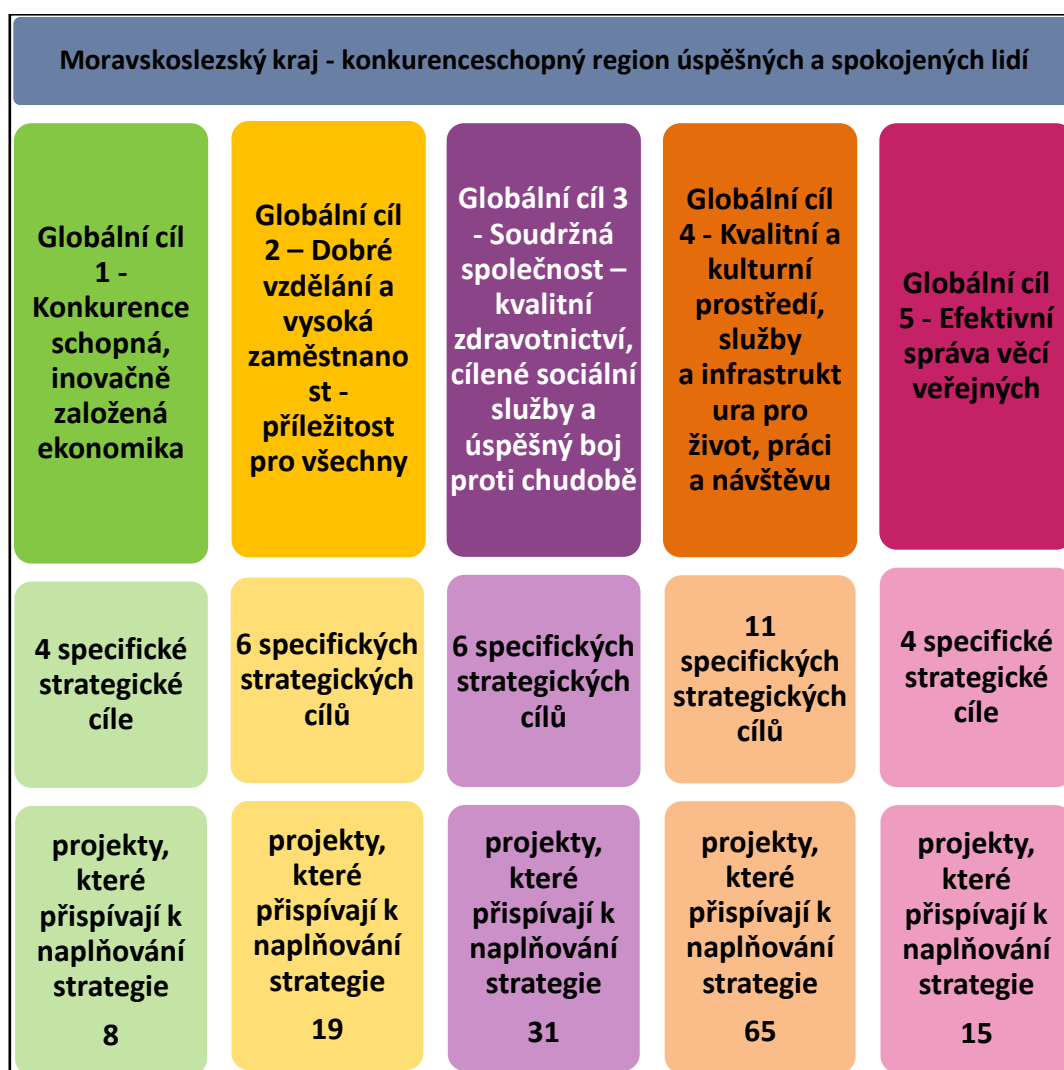 Moravskoslezský kraj - konkurenceschopný region úspěšných a spokojených lidí
Globální cíl
1 -
Konkurence
schopná,
inovačně
založená
ekonomika
Globální cíl
2 – Dobré
vzdělání a
vysoká
zaměstnano
st -
příležitost
pro všechny
Globální cíl 3
- Soudržná
společnost –
kvalitní
zdravotnictví,
cílené sociální
služby a
úspěšný boj
proti chudobě
Globální cíl
4 - Kvalitní a
kulturní
prostředí,
služby
a infrastrukt
ura pro
život, práci
a návštěvu
Globální cíl
5 - Efektivní
správa věcí
veřejných
4 specifické
strategické
cíle
6 specifických
strategických
cílů
6 specifických
strategických
cílů
11
specifických
strategických
cílů
4 specifické
strategické
cíle
projekty,
které
přispívají k
naplňování
strategie
8
projekty,
které
přispívají k
naplňování
strategie
19
projekty,
které
přispívají k
naplňování
strategie
31
projekty,
které
přispívají k
naplňování
strategie
65
projekty,
které
přispívají k
naplňování
strategie
15